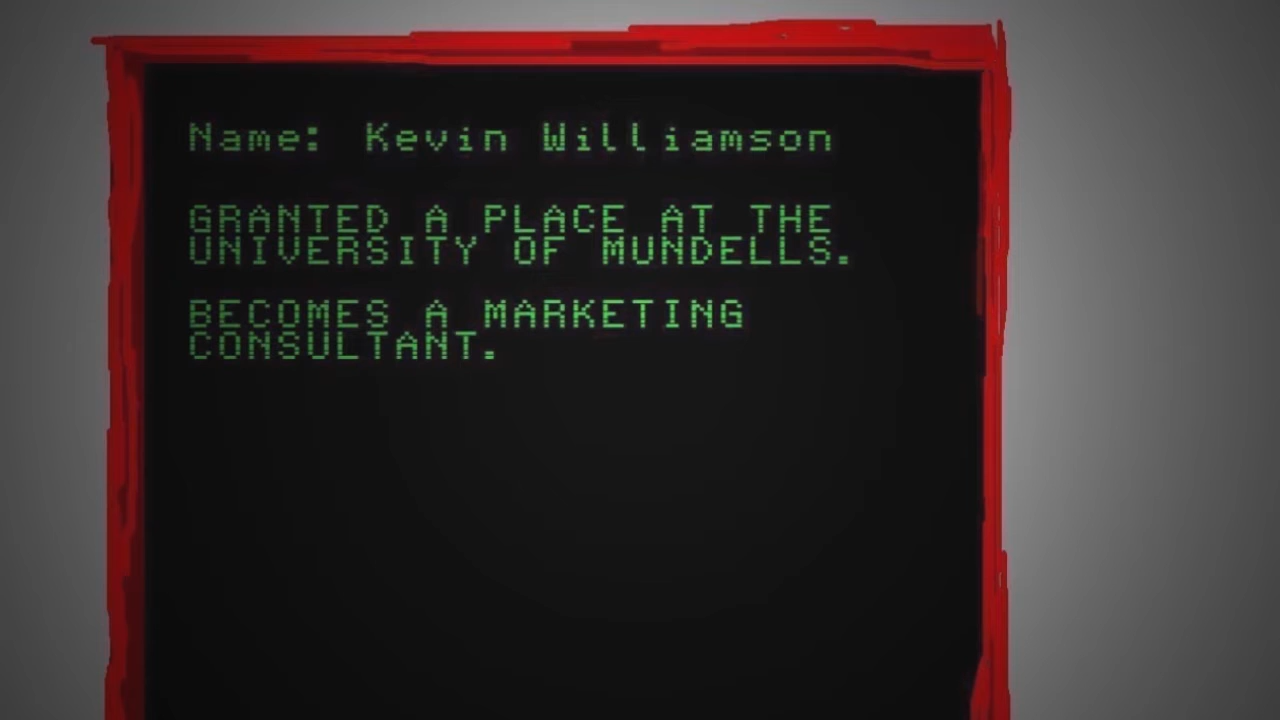 Name: Kevin Williamson
GRANTED A PLACE AT THE
UNIVERSITY OF MUNDELLS.
BECOMES A MARKETING
CONSULTANT.